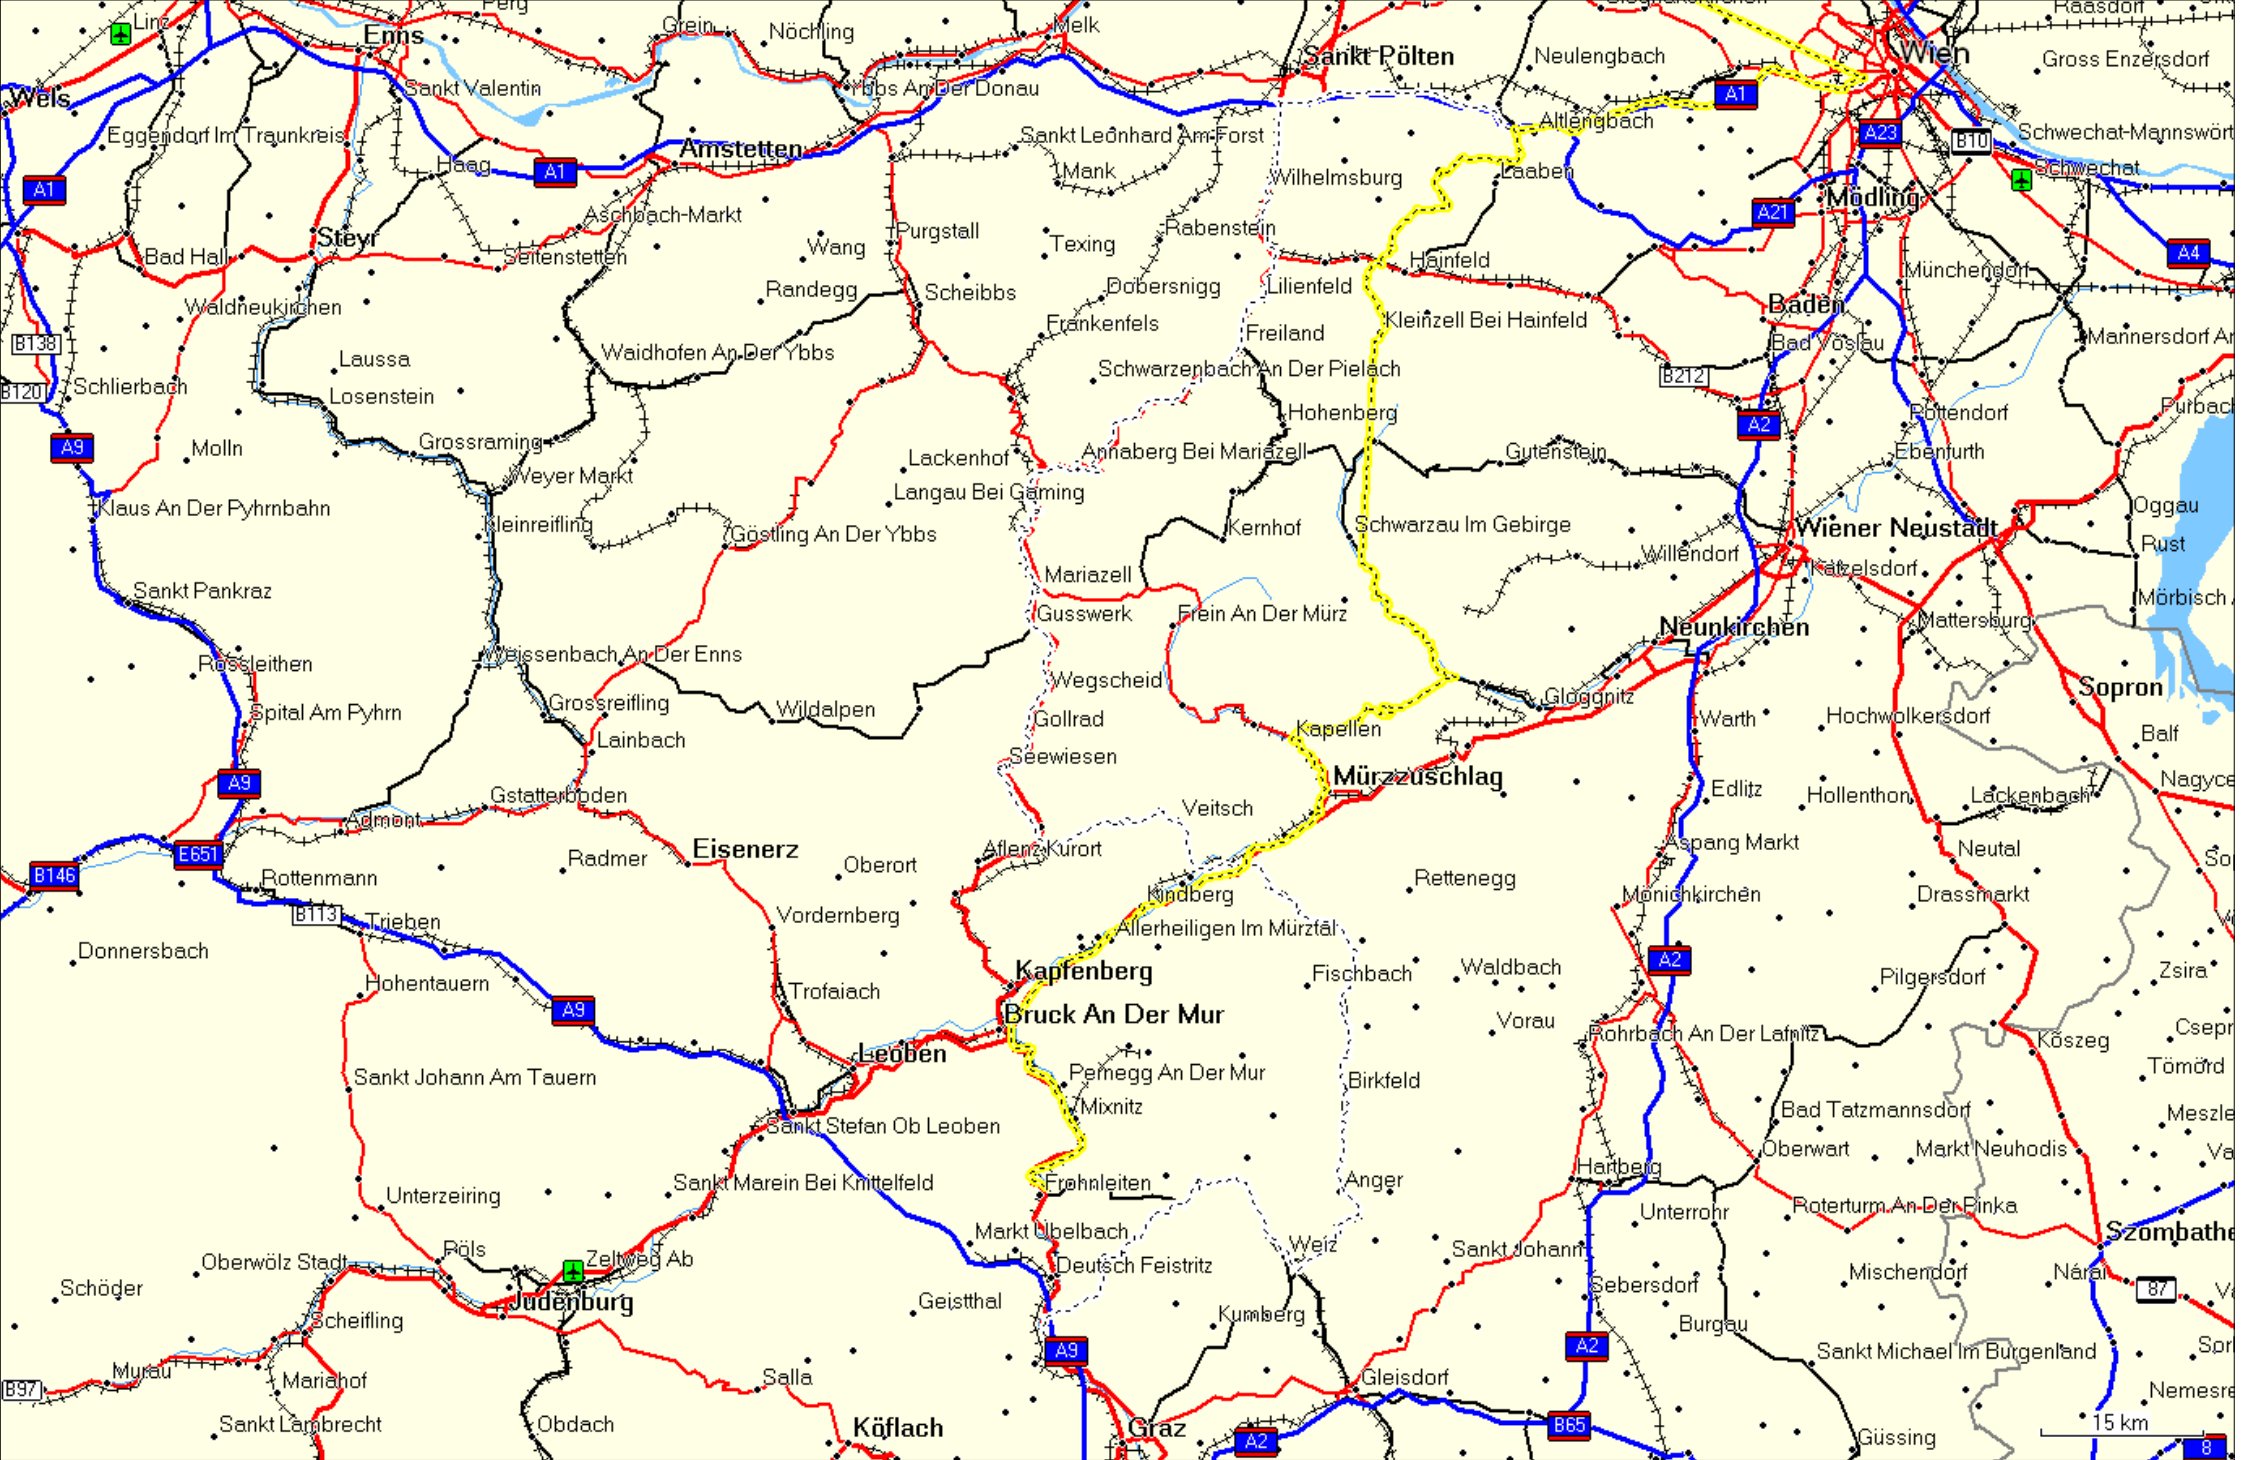 Linz
Perg
Enns
Grein
Nöchling
Melk
Sankt Pölten
Neulengbach
Wien
Raasdorf
Gross Enzersdorf
Wels
Sankt Valentin
Ybbs An Der Donau
A1
Altlengbach
A23
B10
Schwechat-Mannswört
Eggendorf Im Traunkreis
Haag
A1
Amstetten
Sankt Leonhard Am Forst
Mank
Wilhelmsburg
Laaben
Schwechat
A1
Mödling
A21
Aschbach-Markt
Steyr
Bad Hall
Seitenstetten
Wang
Purgstall
Texing
Rabenstein
Hainfeld
A4
Münchendorf
Waldneukirchen
Randegg
Scheibbs
Dobersnigg
Lilienfeld
Baden
Frankenfels
Freiland
Kleinzell Bei Hainfeld
Bad Vöslau
Mannersdorf Ar
B138
Laussa
Waidhofen An Der Ybbs
Schwarzenbach An Der Pielach
B212
B120
Schlierbach
Losenstein
Hohenberg
A2
Pottendorf
Purbach
A9
Molln
Grossraming
Lackenhof
Annaberg Bei Mariazell
Gutenstein
Ebenfurth
Weyer Markt
Langau Bei Gaming
Klaus An Der Pyhrnbahn
Kleinreifling
Göstling An Der Ybbs
Kernhof
Schwarzau Im Gebirge
Willendorf
Wiener Neustadt
Oggau
Rust
Katzelsdorf
Sankt Pankraz
Mariazell
Gusswerk
Frein An Der Mürz
Neunkirchen
Mattersburg
Mörbisch
Rossleithen
Weissenbach An Der Enns
Wegscheid
Sopron
Spital Am Pyhrn
Grossreifling
Wildalpen
Gollrad
Kapellen
Gloggnitz
Warth
Hochwolkersdorf
Balf
Lainbach
Seewiesen
Mürzzuschlag
A9
Gstatterboden
Edlitz
Hollenthon
Lackenbach
Nagyce
Admont
Veitsch
E651
B146
Radmer
Eisenerz
Oberort
Aflenz Kurort
Aspang Markt
Neutal
Rottenmann
Kindberg
Rettenegg
Mönichkirchen
Drassmarkt
B113
Trieben
Vordernberg
Allerheiligen Im Mürztal
Donnersbach
Hohentauern
A9
Trofaiach
Kapfenberg
Fischbach
Waldbach
A2
Pilgersdorf
Zsira
Bruck An Der Mur
Vorau
Rohrbach An Der Lafnitz
Csepr
Köszeg
Leoben
Sankt Johann Am Tauern
Pernegg An Der Mur
Birkfeld
Tömörd
Mixnitz
Bad Tatzmannsdorf
Meszle
Sankt Stefan Ob Leoben
Oberwart
Markt Neuhodis
Sankt Marein Bei Knittelfeld
Frohnleiten
Anger
Hartberg
Unterzeiring
Unterrohr
Roterturm An Der Pinka
Markt Übelbach
Szombathe
Pöls
Oberwölz Stadt
Zeltweg Ab
Deutsch Feistritz
Weiz
Sankt Johann
Sebersdorf
Mischendorf
Nárai
87
Schöder
Judenburg
Geistthal
Kumberg
Burgau
Scheifling
A9
A2
Sankt Michael Im Burgenland
Sorl
B97
Murau
Mariahof
Salla
Gleisdorf
Nemesre
Sankt Lambrecht
Obdach
Köflach
Graz
A2
B65
Güssing
15 km
8